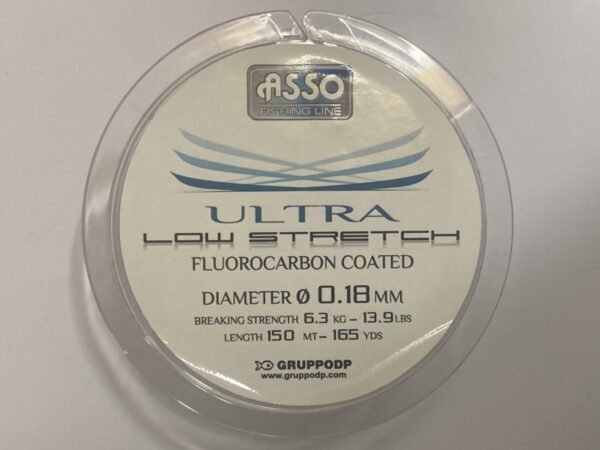 ASSO
FISHING LINE
ULTRA
LOW STRETCH
FLUOROCARBON COATED
DIAMETER Ø 0.18 MM
BREAKING STRENGTH 6.3 KG - 13.9 LBS
LENGTH 150 MT - 165 YDS
GRUPPODP
www.gruppodp.com